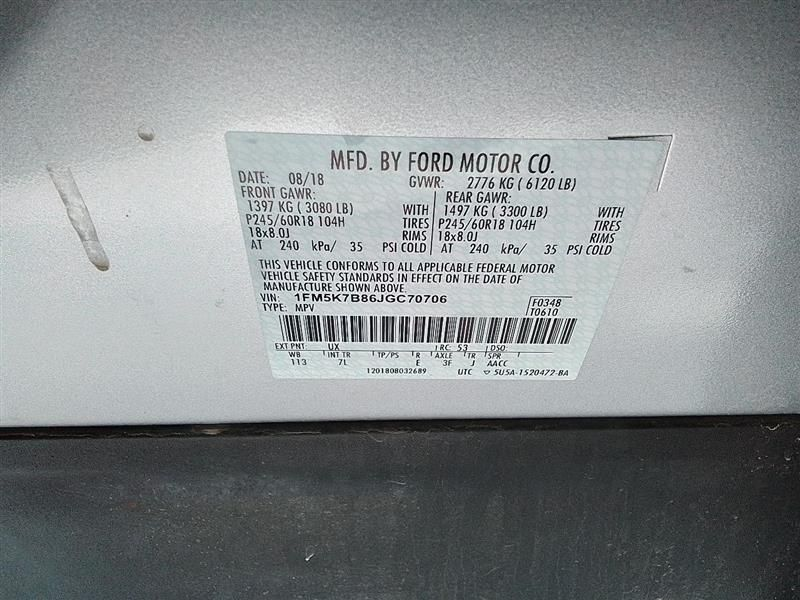 MFD. BY FORD MOTOR CO.
DATE: 08/18 GVWR: 2776 KG ( 6120 LB)
FRONT GAWR: REAR GAWR:
1397 KG ( 3080 LB) WITH 1497 KG ( 3300 LB) WITH
P245/60R18 104H TIRES P245/60R18 104H TIRES
18x8.0J RIMS 18x8.0J RIMS
AT 240 kPa/ 35 PSI COLD AT 240 kPa/ 35 PSI COLD
THIS VEHICLE CONFORMS TO ALL APPLICABLE FEDERAL MOTOR
VEHICLE SAFETY STANDARDS IN EFFECT ON THE DATE OF
MANUFACTURE SHOWN ABOVE.
VIN: 1FM5K7B86JGC70706 F0348
TYPE: MPV T0610
EXT PNT: UX RC: 53 DSO:
WB INT TR TP/PS R AXLE TR SPR
113 7L E 3F J AACC
1201808032689 UTC ▽ 5U5A-1520472-BA